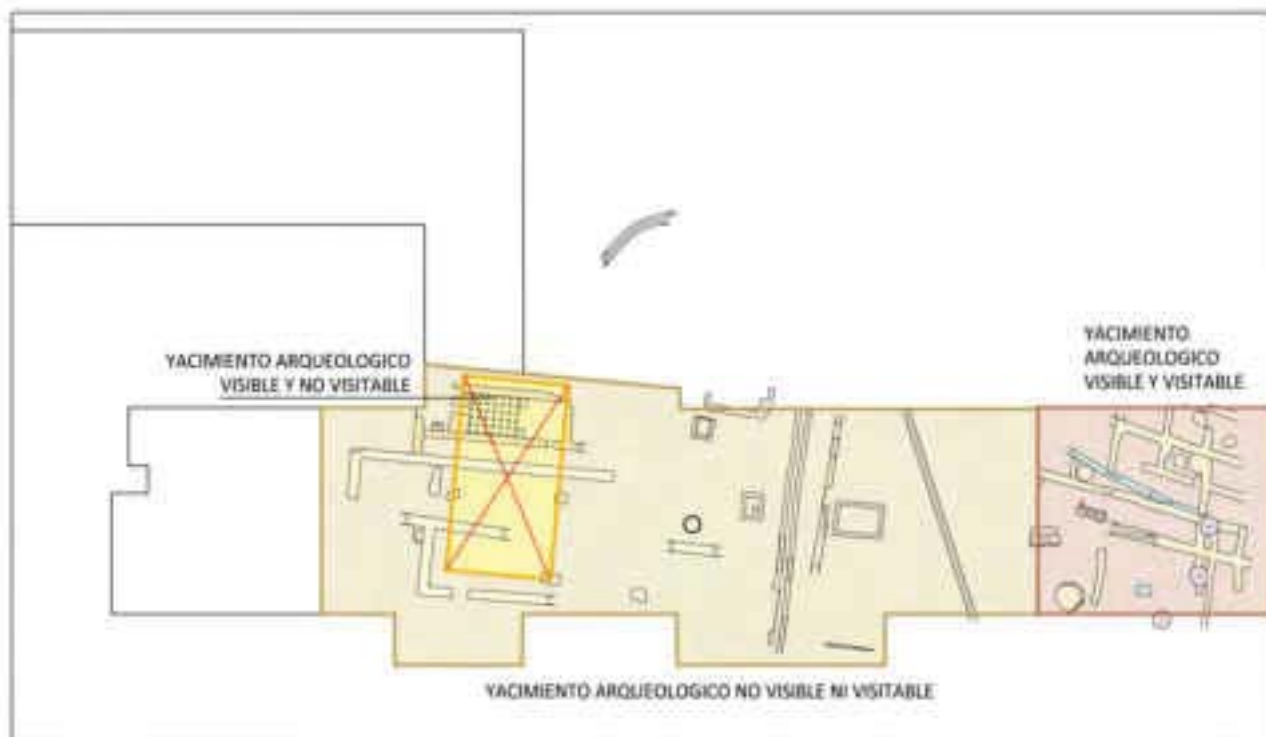 YACIMIENTO ARQUEOLOGICO
VISIBLE Y NO VISITABLE
YACIMIENTO
ARQUEOLOGICO
VISIBLE Y VISITABLE
YACIMIENTO ARQUEOLOGICO NO VISIBLE NI VISITABLE